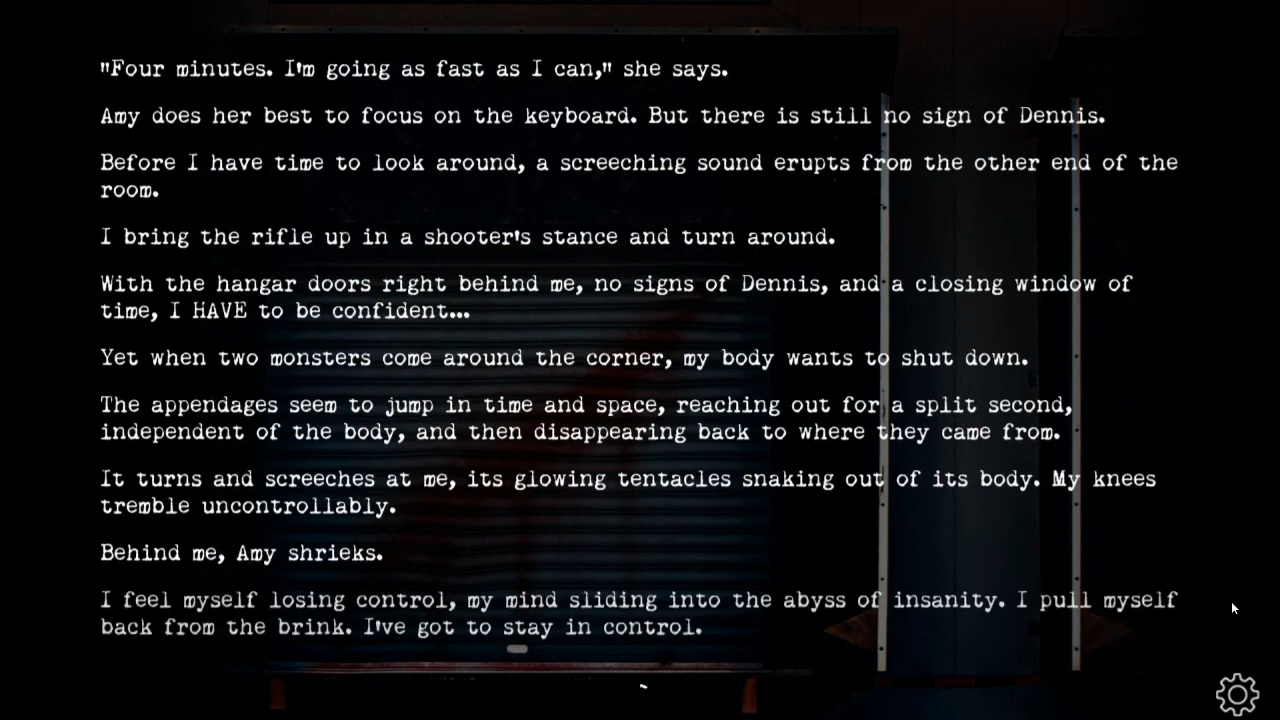 "Four minutes. I'm going as fast as I can," she says.
Amy does her best to focus on the keyboard. But there is still no sign of Dennis.
Before I have time to look around, a screeching sound erupts from the other end of the
room.
I bring the rifle up in a shooter's stance and turn around.
With the hangar doors right behind me, no signs of Dennis, and a closing window of
time, I HAVE to be confident...
Yet when two monsters come around the corner, my body wants to shut down.
The appendages seem to jump in time and space, reaching out for a split second,
independent of the body, and then disappearing back to where they came from.
It turns and screeches at me, its glowing tentacles snaking out of its body. My knees
tremble uncontrollably.
Behind me, Amy shrieks.
I feel myself losing control, my mind sliding into the abyss of insanity. I pull myself
back from the brink. I've got to stay in control.